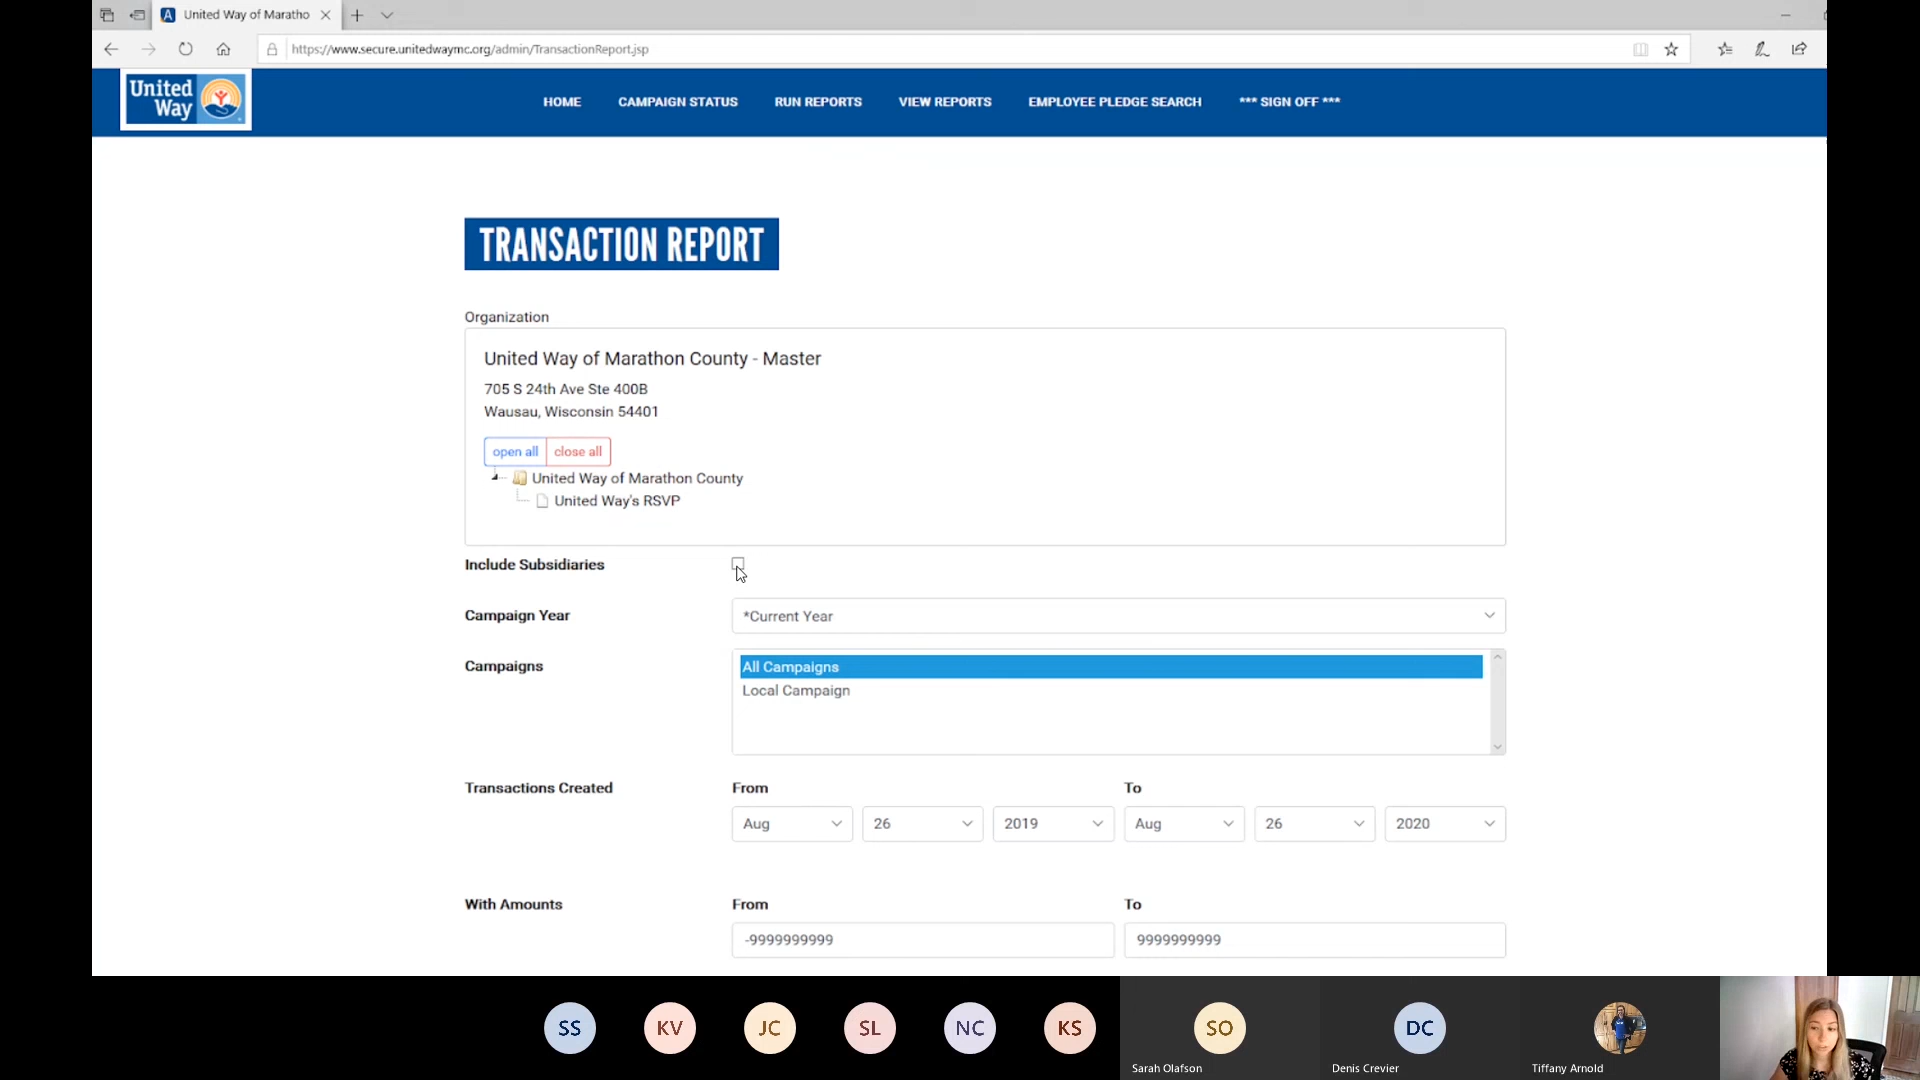 United Way of Maratho
https://www.secure.unitedwaymc.org/admin/TransactionReport.jsp
United
Way
HOME
CAMPAIGN STATUS
RUN REPORTS
VIEW REPORTS
EMPLOYEE PLEDGE SEARCH
*** SIGN OFF ***
TRANSACTION REPORT
Organization
United Way of Marathon County - Master
705 S 24th Ave Ste 400B
Wausau, Wisconsin 54401
open all
close all
United Way of Marathon County
United Way's RSVP
Include Subsidiaries
Campaign Year
*Current Year
Campaigns
All Campaigns
Local Campaign
Transactions Created
From
To
Aug
26
2019
Aug
26
2020
With Amounts
From
To
-9999999999
9999999999
SS
KV
JC
SL
NC
KS
SO
DC
Sarah Olafson
Denis Crevier
Tiffany Arnold